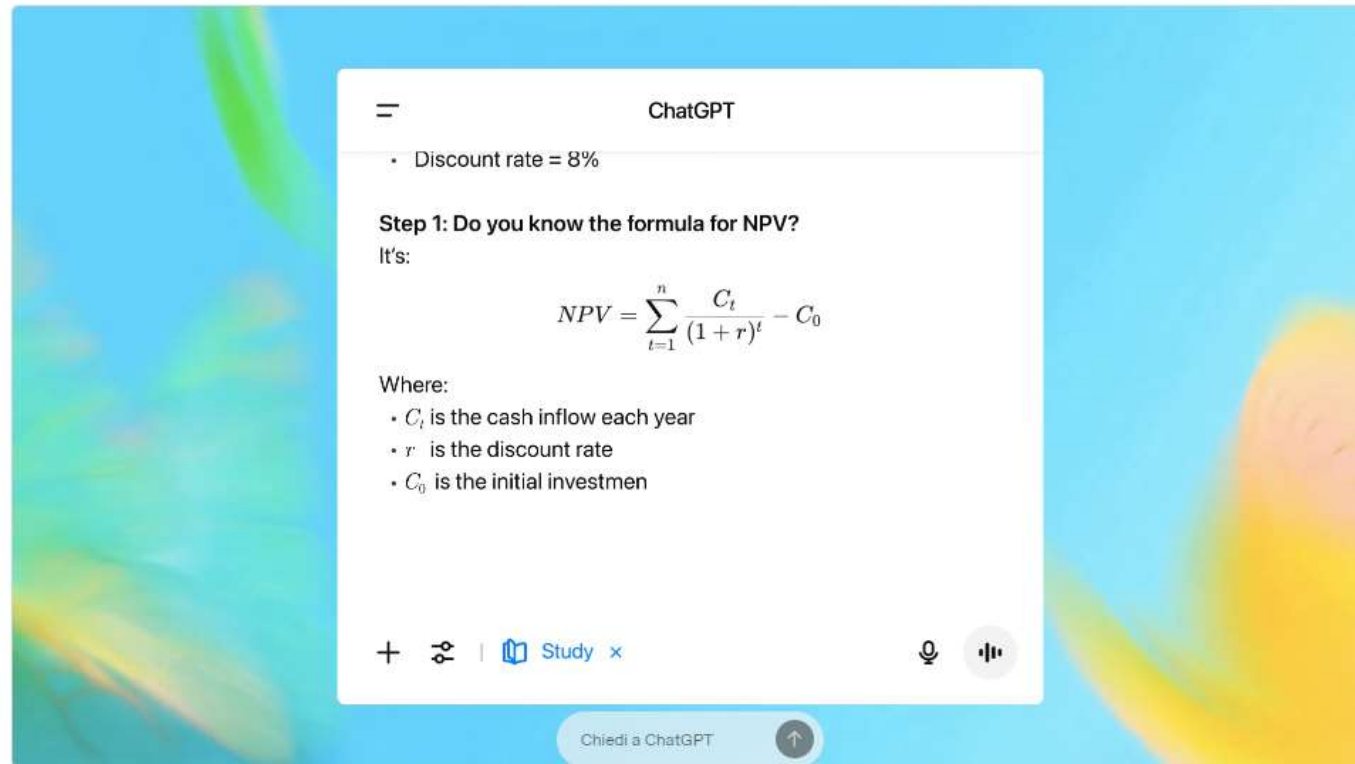 ChatGPT
• Discount rate = 8%
Step 1: Do you know the formula for NPV?
It's:
NPV = \sum_{t=1}^{n} \frac{C_t}{(1 + r)^t} - C_0
Where:
• C_t is the cash inflow each year
• r is the discount rate
• C_0 is the initial investmen
Study ×
Chiedi a ChatGPT